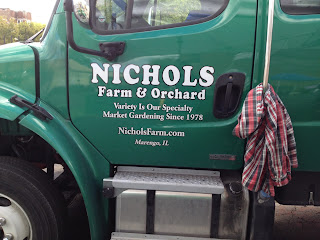 NICHOLS
Farm & Orchard
Variety Is Our Specialty
Market Gardening Since 1978
NicholsFarm.com
Marengo, IL